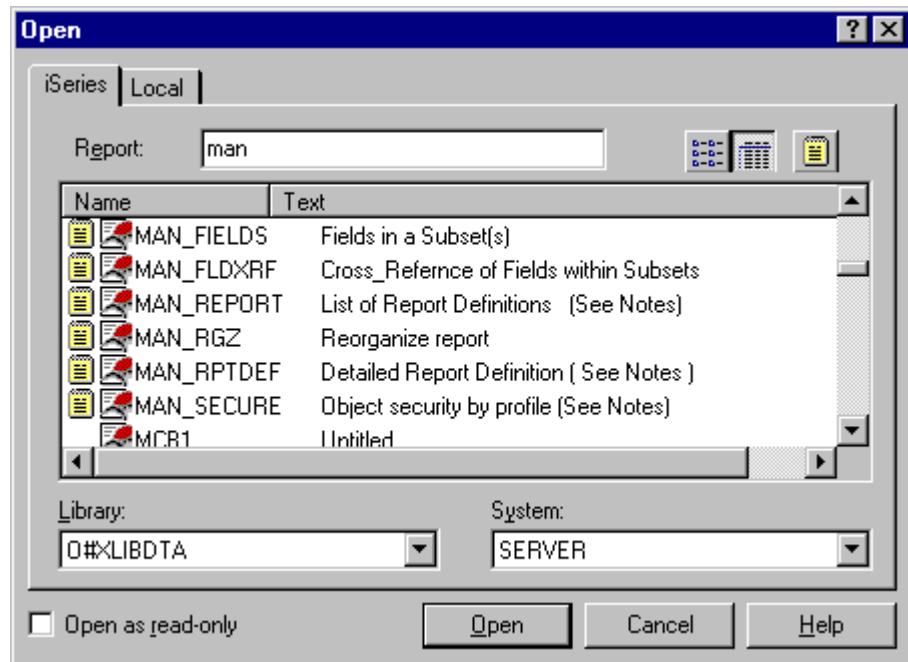 Open
iSeries Local
Report: man
Name Text
MAN_FIELDS Fields in a Subset(s)
MAN_FLDXRF Cross_Refernce of Fields within Subsets
MAN_REPORT List of Report Definitions (See Notes)
MAN_RGZ Reorganize report
MAN_RPTDEF Detailed Report Definition ( See Notes )
MAN_SECURE Object security by profile (See Notes)
MCB1 Untitled
Library: System:
O#XLIBDTA SERVER
Open as read-only Open Cancel Help